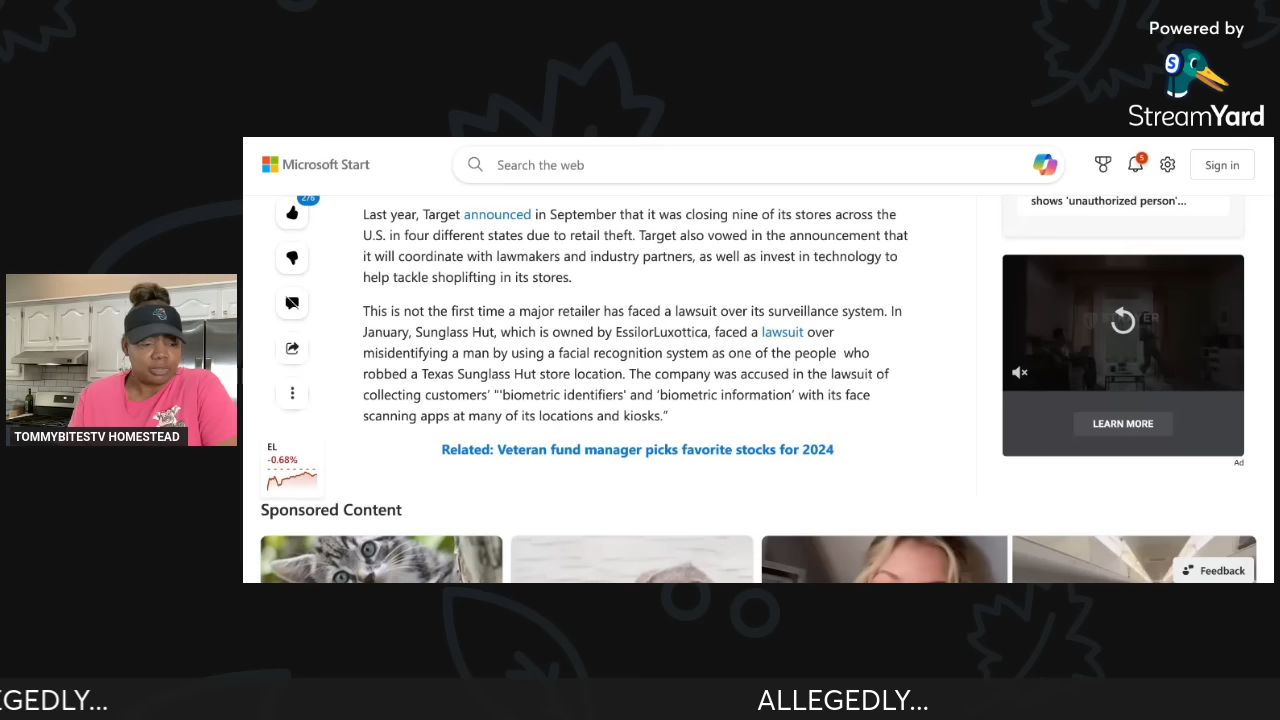 Powered by
StreamYard
Microsoft Start
Search the web
5
Sign in
276
Last year, Target announced in September that it was closing nine of its stores across the
U.S. in four different states due to retail theft. Target also vowed in the announcement that
it will coordinate with lawmakers and industry partners, as well as invest in technology to
help tackle shoplifting in its stores.
This is not the first time a major retailer has faced a lawsuit over its surveillance system. In
January, Sunglass Hut, which is owned by EssilorLuxottica, faced a lawsuit over
misidentifying a man by using a facial recognition system as one of the people who
robbed a Texas Sunglass Hut store location. The company was accused in the lawsuit of
collecting customers’ "‘biometric identifiers' and ‘biometric information’ with its face
scanning apps at many of its locations and kiosks.”
Related: Veteran fund manager picks favorite stocks for 2024
shows 'unauthorized person'...
LEARN MORE
Ad
EL
-0.68%
Sponsored Content
Feedback
TOMMYBITESTV HOMESTEAD
EGEDLY...
ALLEGEDLY...